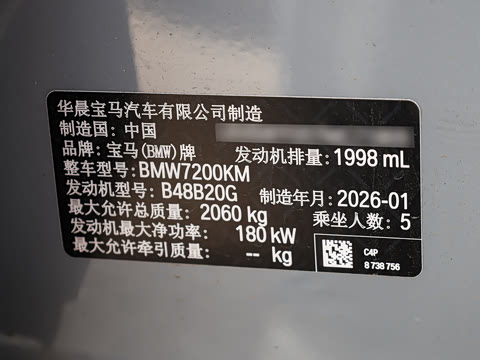 华晨宝马汽车有限公司制造
制造国: 中国
品牌: 宝马(BMW)牌 发动机排量: 1998 mL
整车型号: BMW7200KM
发动机型号: B48B20G 制造年月: 2026-01
最大允许总质量: 2060 kg 乘坐人数: 5
发动机最大净功率: 180 kW
最大允许牵引质量: -- kg
C4P
8 738 756